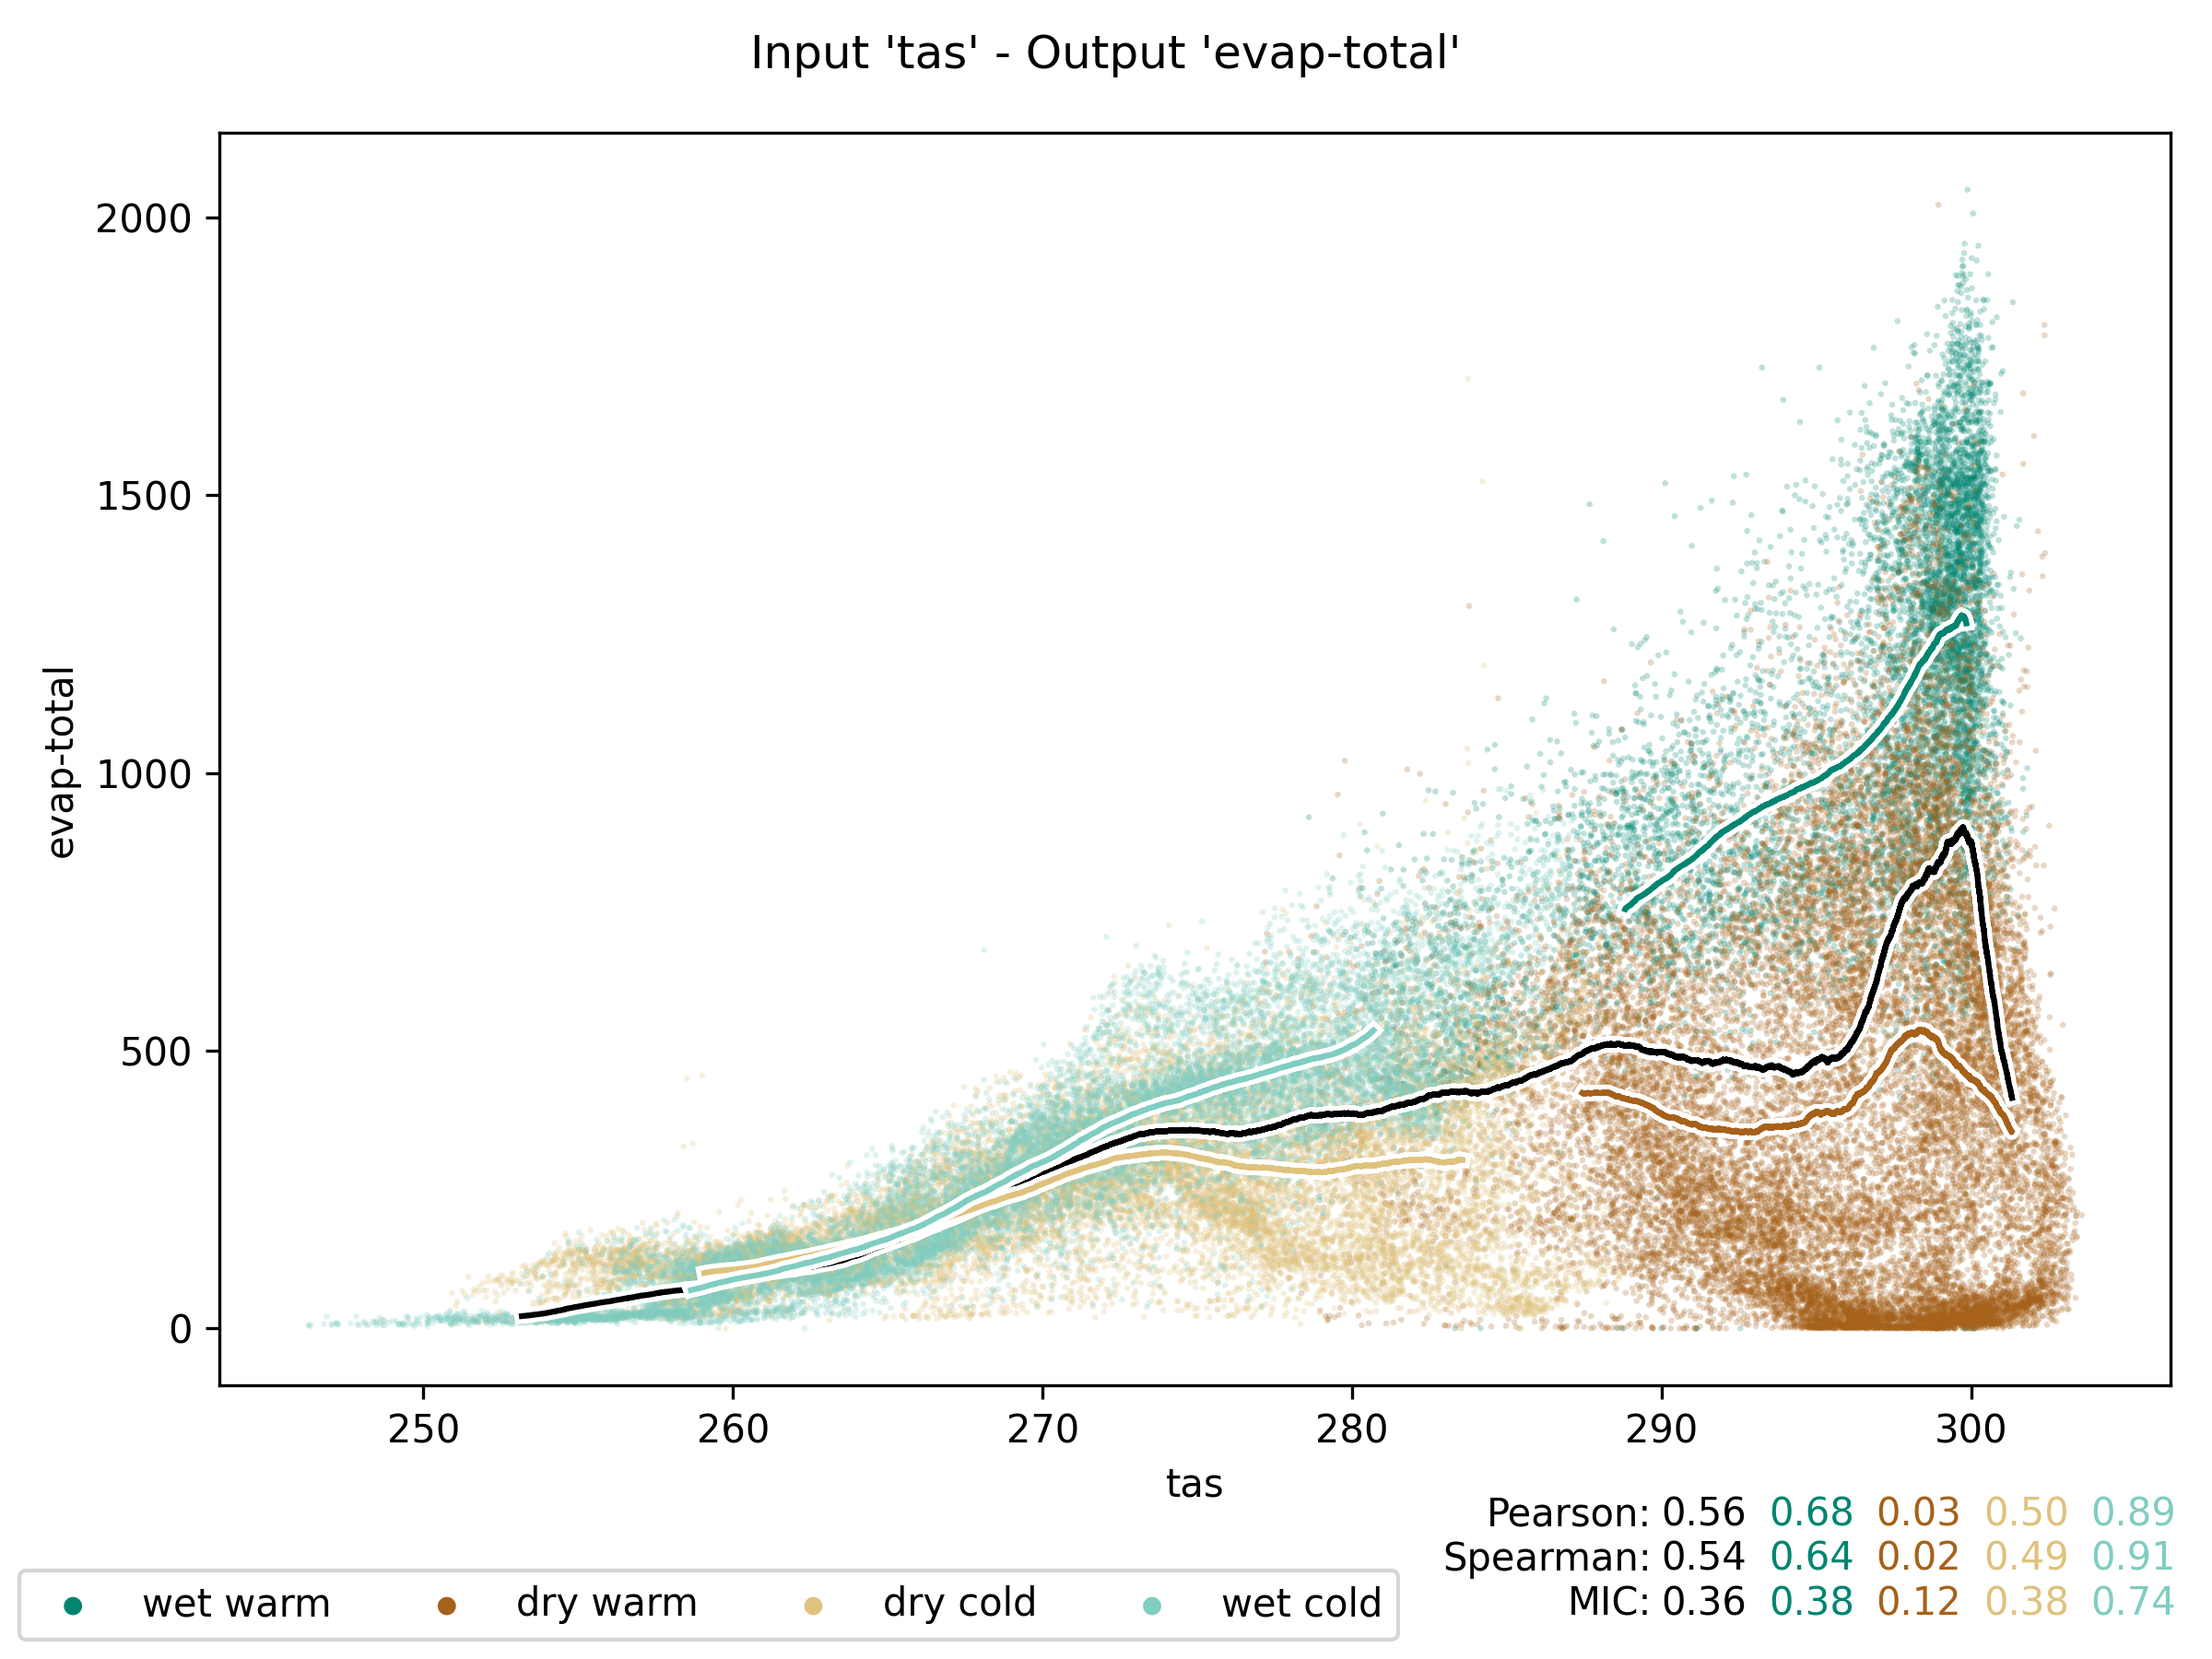 Input 'tas' - Output 'evap-total'
2000
1500
1000
500
0
evap-total
250 260 270 280 290 300
tas
Pearson: 0.56 0.68 0.03 0.50 0.89
Spearman: 0.54 0.64 0.02 0.49 0.91
MIC: 0.36 0.38 0.12 0.38 0.74
wet warm dry warm dry cold wet cold